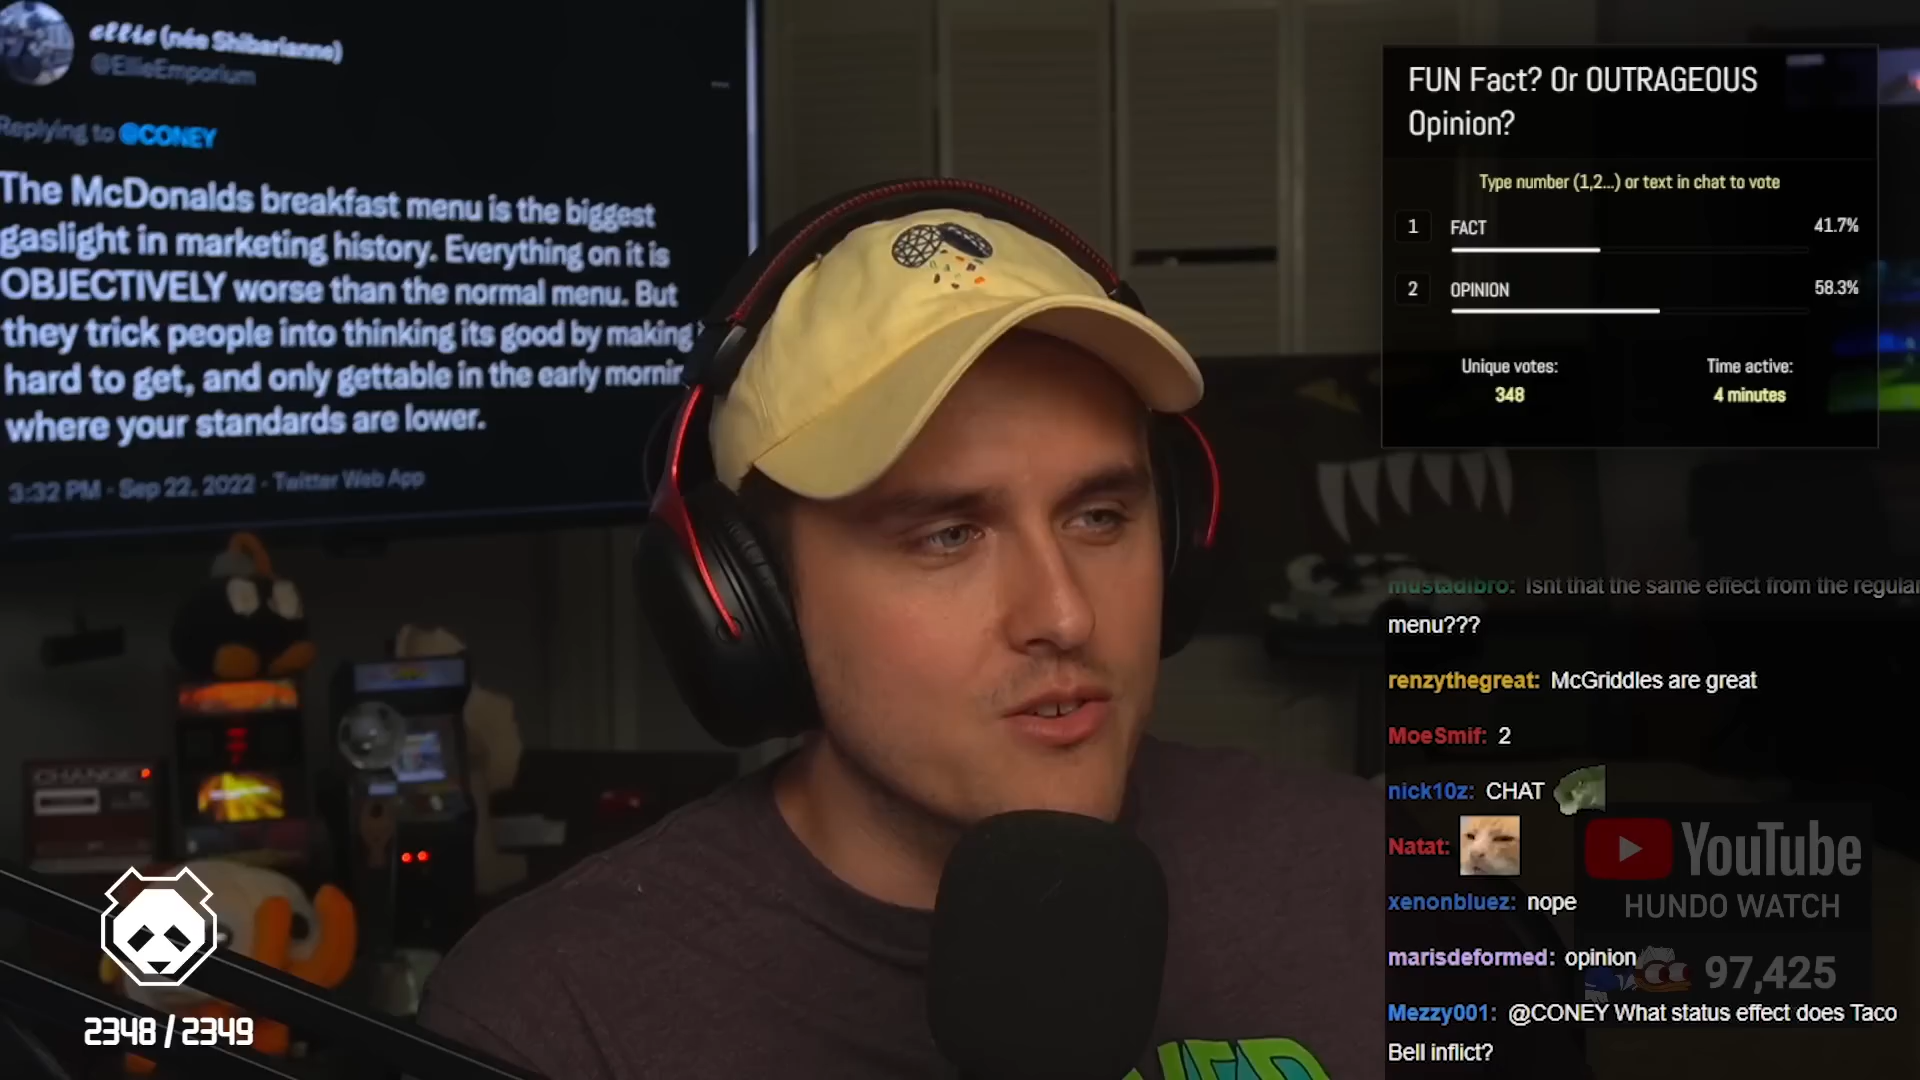 ellie (née Shibarianne)
@EllieEmporium
Replying to @CONEY
The McDonalds breakfast menu is the biggest
gaslight in marketing history. Everything on it is
OBJECTIVELY worse than the normal menu. But
they trick people into thinking its good by making
hard to get, and only gettable in the early
where your standards are lower.
3:32 PM · Sep 22, 2022 · Twitter Web App
FUN Fact? Or OUTRAGEOUS
Opinion?
Type number (1,2...) or text in chat to vote
1 FACT 41.7%
2 OPINION 58.3%
Unique votes: Time active:
348 4 minutes
mustadibro: Isnt that the same effect from the regular
menu???
renzythegreat: McGriddles are great
MoeSmif: 2
nick10z: CHAT
Natat:
xenonbluez: nope
marisdeformed: opinion
Mezzy001: @CONEY What status effect does Taco
Bell inflict?
YouTube
HUNDO WATCH
97,425
CHANGE
2348 / 2349